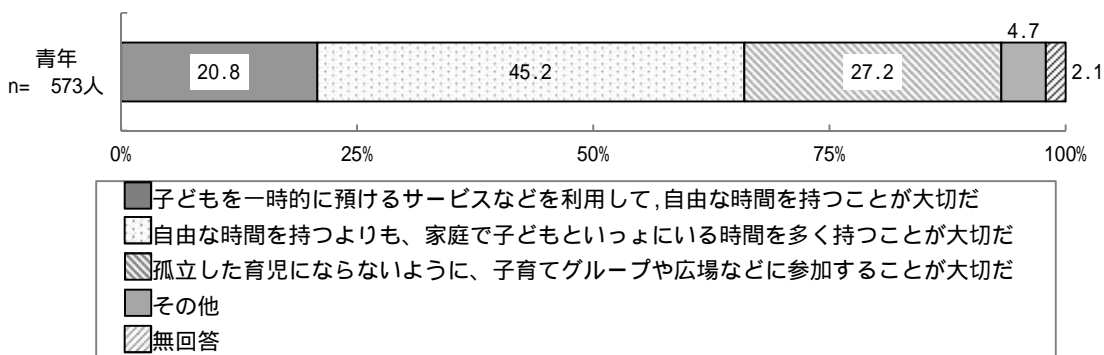 4.7
青年
n= 573人
20.8 45.2 27.2 2.1
0% 25% 50% 75% 100%
子どもを一時的に預けるサービスなどを利用して,自由な時間を持つことが大切だ
自由な時間を持つよりも、家庭で子どもといっょにいる時間を多く持つことが大切だ
孤立した育児にならないように、子育てグループや広場などに参加することが大切だ
その他
無回答